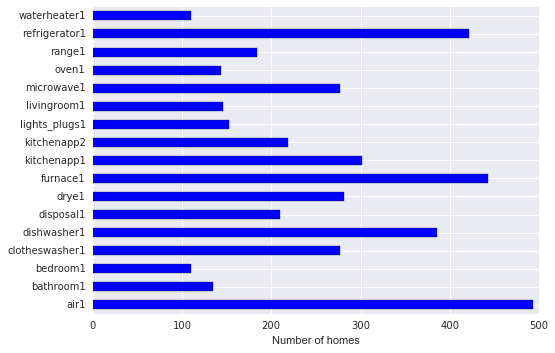 waterheater1
refrigerator1
range1
oven1
microwave1
livingroom1
lights_plugs1
kitchenapp2
kitchenapp1
furnace1
drye1
disposal1
dishwasher1
clotheswasher1
bedroom1
bathroom1
air1
0 100 200 300 400 500
Number of homes